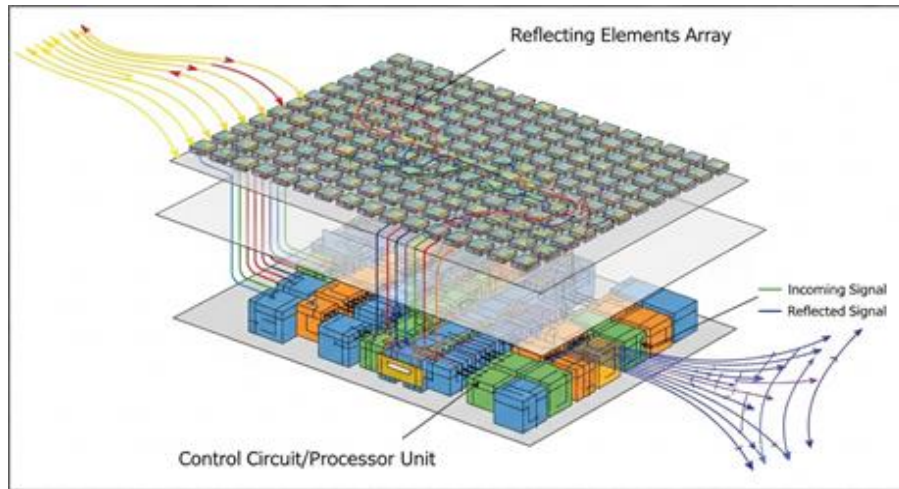 Reflecting Elements Array
Incoming Signal
Reflected Signal
Control Circuit/Processor Unit